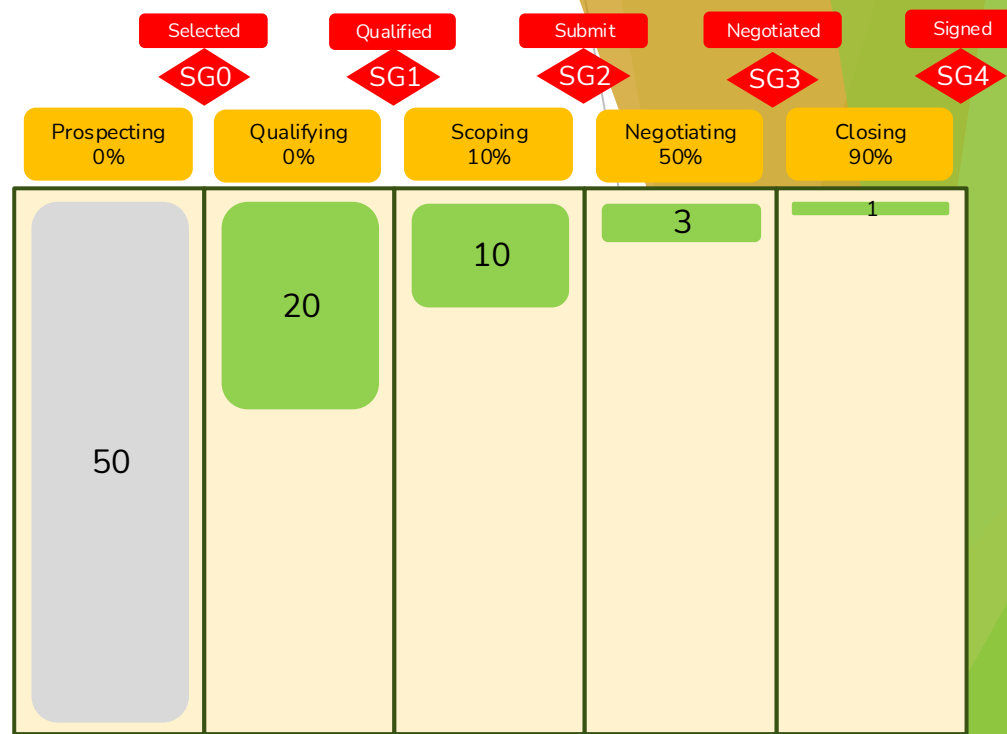 Selected
Qualified
Submit
Negotiated
Signed
SG0
SG1
SG2
SG3
SG4
Prospecting
0%
Qualifying
0%
Scoping
10%
Negotiating
50%
Closing
90%
50
20
10
3
1